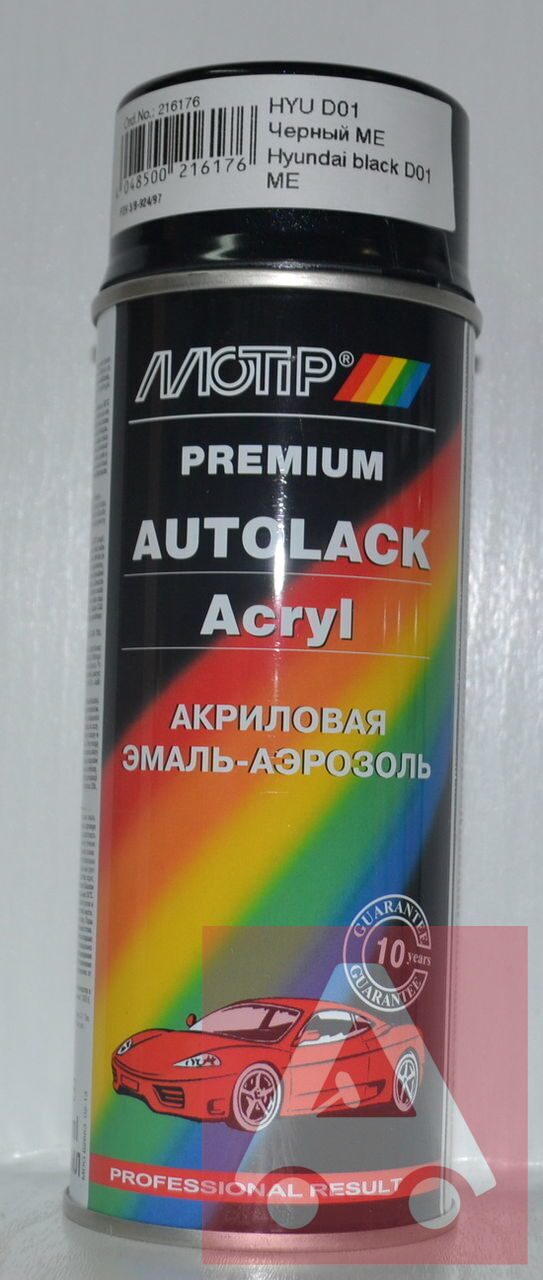 Ord.No.: 216176
4 048500 216176
HYU D01
Черный ME
Hyundai black D01
ME
MOTIP®
PREMIUM
AUTOLACK
Acryl
АКРИЛОВАЯ
ЭМАЛЬ-АЭРОЗОЛЬ
GUARANTEE
10 years
GUARANTEE
PROFESSIONAL RESULT